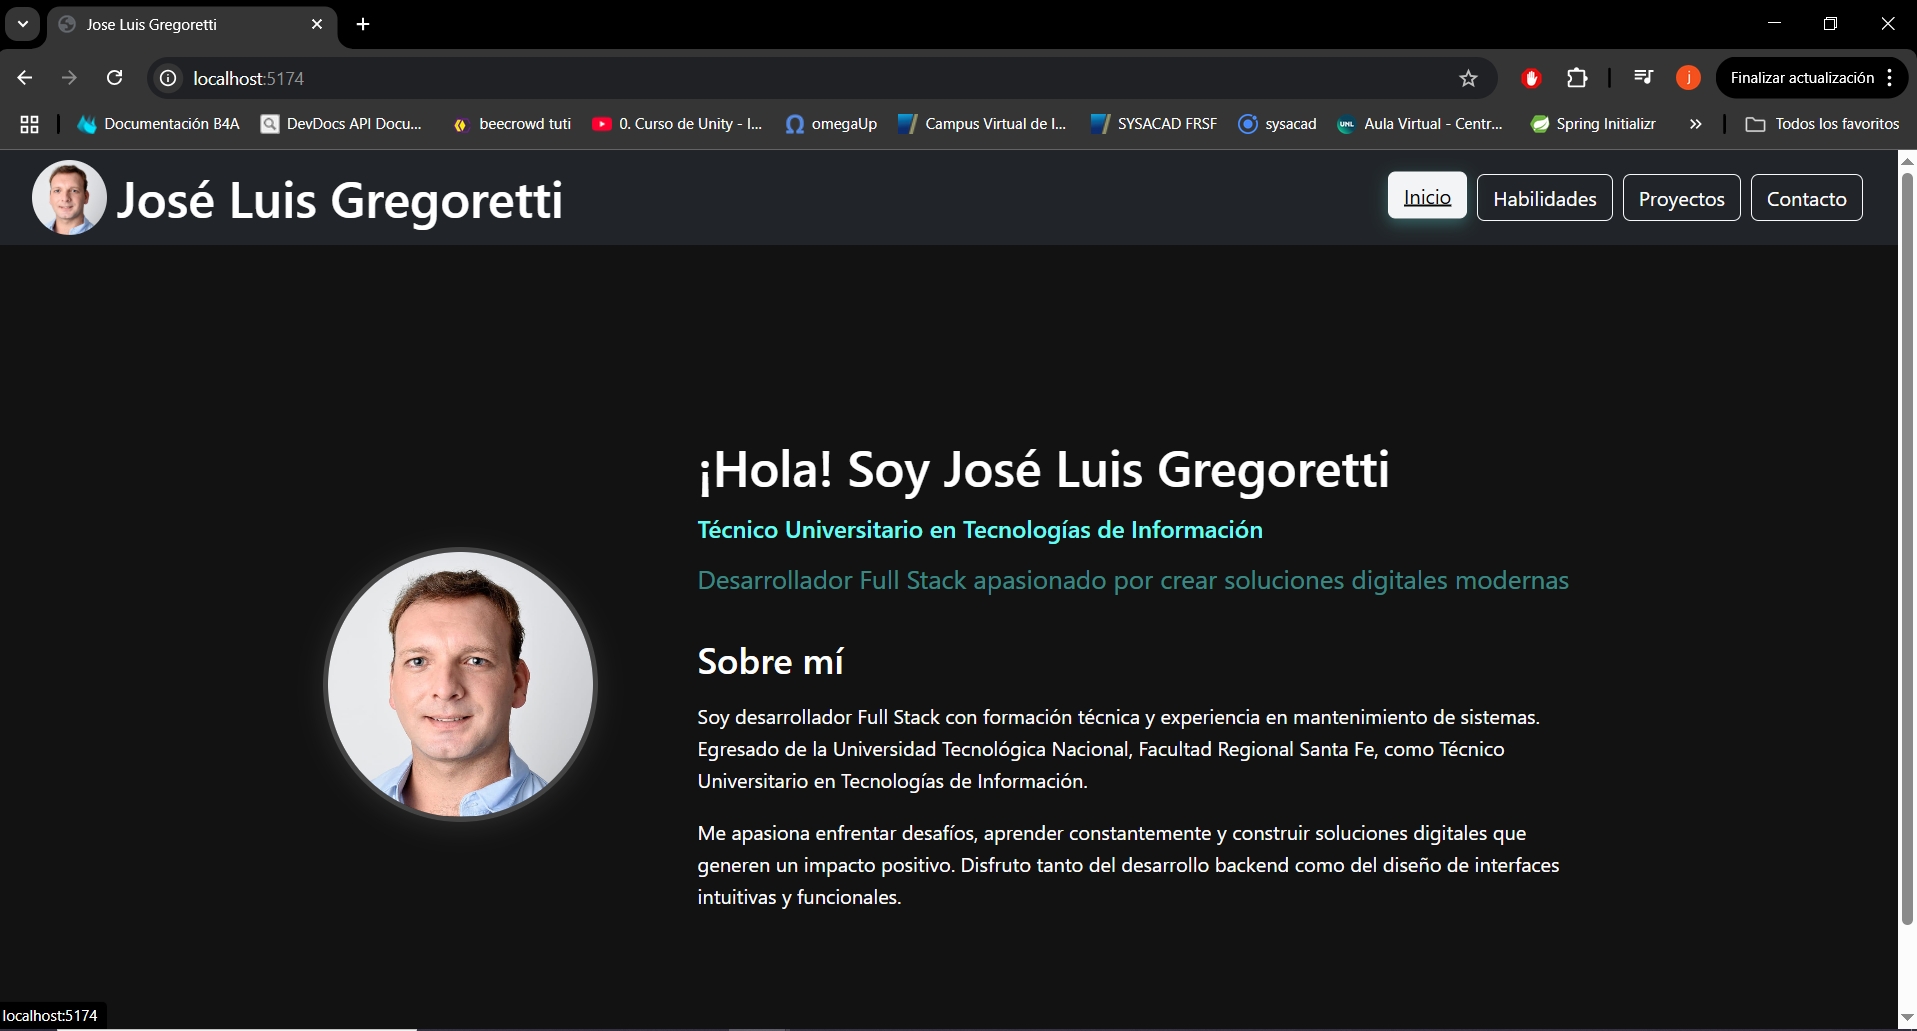 Jose Luis Gregoretti
localhost:5174
Finalizar actualización
j
Documentación B4A
DevDocs API Docu...
beecrowd tuti
0. Curso de Unity - I...
omegaUp
Campus Virtual de I...
SYSACAD FRSF
sysacad
UNL
Aula Virtual - Centr...
Spring Initializr
Todos los favoritos
José Luis Gregoretti
Inicio
Habilidades
Proyectos
Contacto
¡Hola! Soy José Luis Gregoretti
Técnico Universitario en Tecnologías de Información
Desarrollador Full Stack apasionado por crear soluciones digitales modernas
Sobre mí
Soy desarrollador Full Stack con formación técnica y experiencia en mantenimiento de sistemas.
Egresado de la Universidad Tecnológica Nacional, Facultad Regional Santa Fe, como Técnico
Universitario en Tecnologías de Información.
Me apasiona enfrentar desafíos, aprender constantemente y construir soluciones digitales que
generen un impacto positivo. Disfruto tanto del desarrollo backend como del diseño de interfaces
intuitivas y funcionales.
localhost:5174